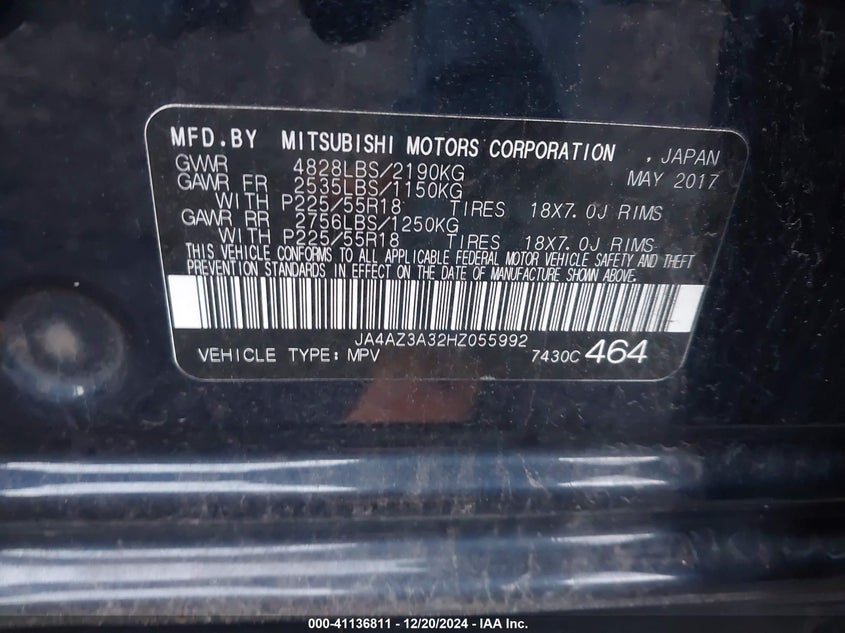 MFD.BY MITSUBISHI MOTORS CORPORATION , JAPAN
GVWR 4828LBS/2190KG MAY 2017
GAWR FR 2535LBS/1150KG
WITH P225/55R18 TIRES 18X7.0J RIMS
GAWR RR 2756LBS/1250KG
WITH P225/55R18 TIRES 18X7.0J RIMS
THIS VEHICLE CONFORMS TO ALL APPLICABLE FEDERAL MOTOR VEHICLE SAFETY AND THEFT
PREVENTION STANDARDS IN EFFECT ON THE DATE OF MANUFACTURE SHOWN ABOVE.
JA4AZ3A32HZ055992
VEHICLE TYPE: MPV 7430C 464
000-41136811 - 12/20/2024 - IAA Inc.